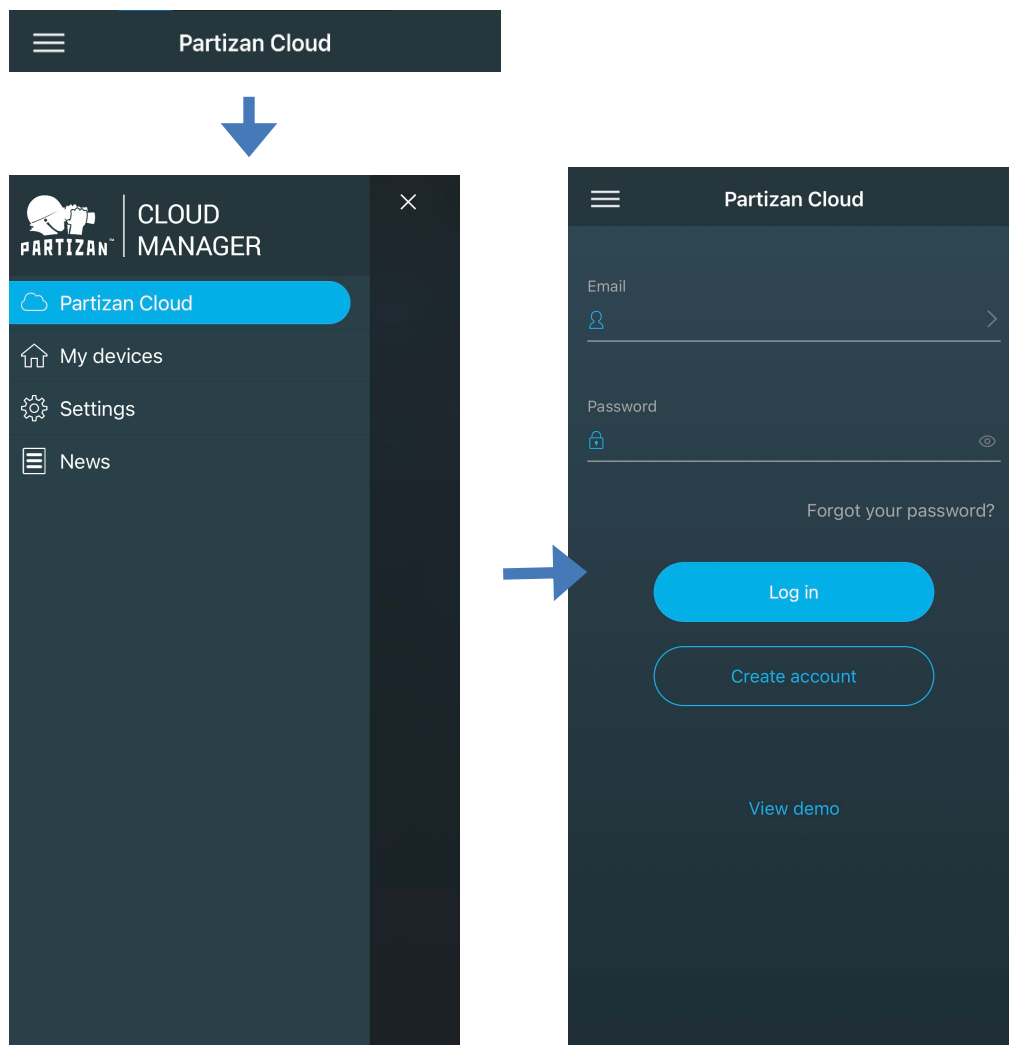 Partizan Cloud
PARTIZAN™
CLOUD
MANAGER
Partizan Cloud
My devices
Settings
News
Partizan Cloud
Email
Password
Forgot your password?
Log in
Create account
View demo